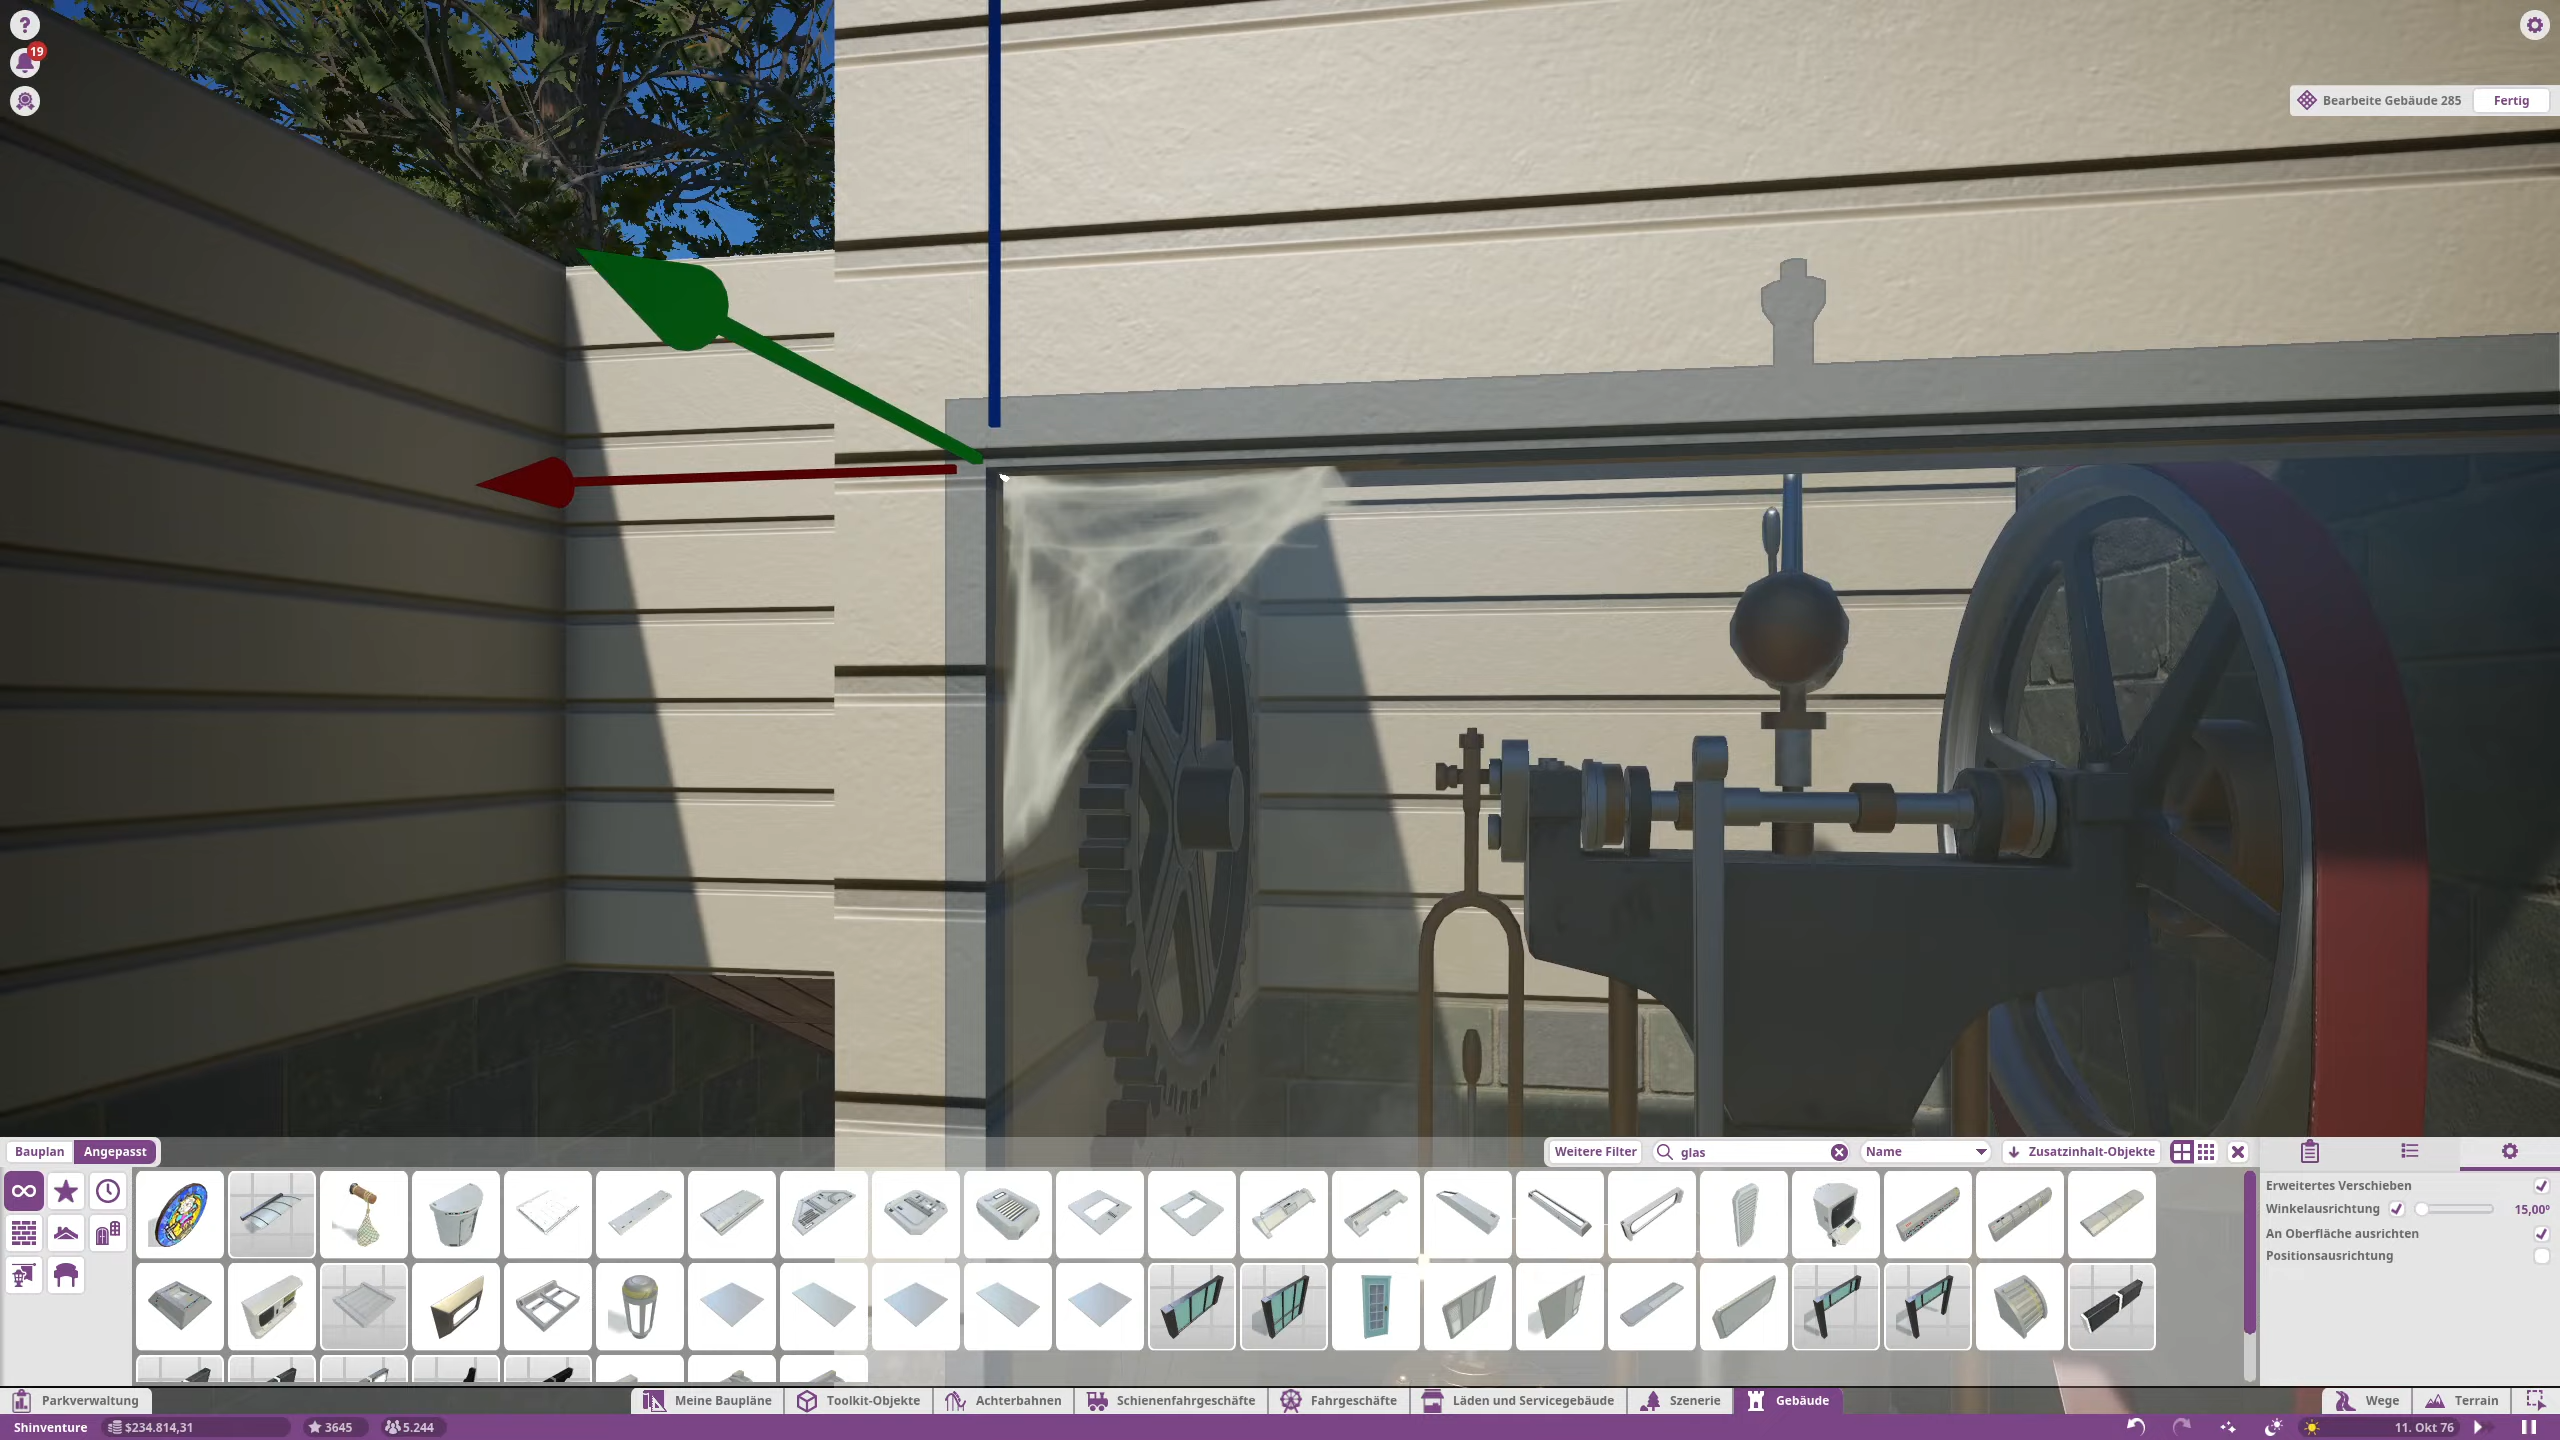 ?
19
Bearbeite Gebäude 285
Fertig
Bauplan
Angepasst
Weitere Filter
glas
Name
Zusatzinhalt-Objekte
Erweitertes Verschieben
Winkelausrichtung
15,00°
An Oberfläche ausrichten
Positionsausrichtung
Parkverwaltung
Meine Baupläne
Toolkit-Objekte
Achterbahnen
Schienenfahrgeschäfte
Fahrgeschäfte
Läden und Servicegebäude
Szenerie
Gebäude
Wege
Terrain
Shinventure
$234.814,31
3645
5.244
11. Okt 76